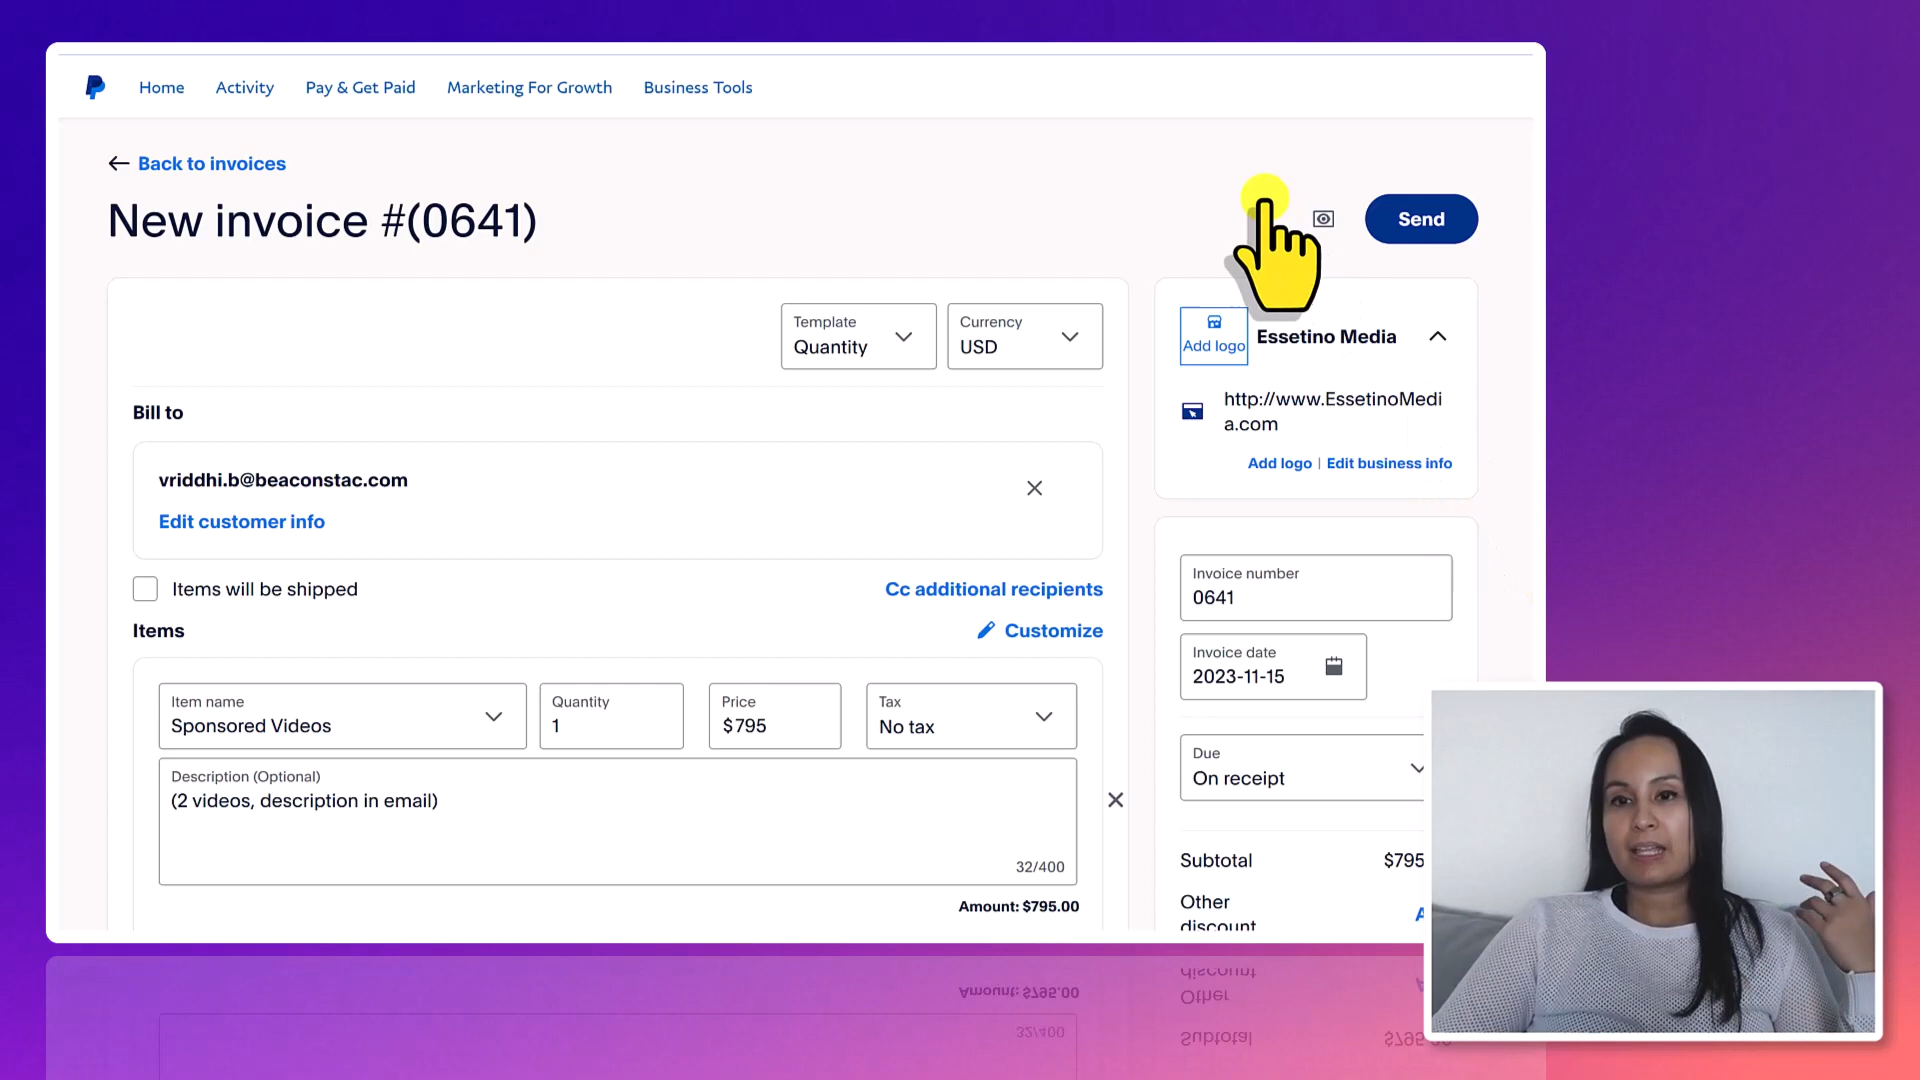 Home Activity Pay & Get Paid Marketing For Growth Business Tools
Back to invoices
New invoice #(0641)
Send
Template
Quantity
Currency
USD
Add logo
Essetino Media
http://www.EssetinoMedi
a.com
Add logo | Edit business info
Bill to
vriddhi.b@beaconstac.com
Edit customer info
Items will be shipped
Cc additional recipients
Items
Customize
Item name
Sponsored Videos
Quantity
1
Price
$795
Tax
No tax
Description (Optional)
(2 videos, description in email)
32/400
Amount: $795.00
Invoice number
0641
Invoice date
2023-11-15
Due
On receipt
Subtotal
$795
Other
discount